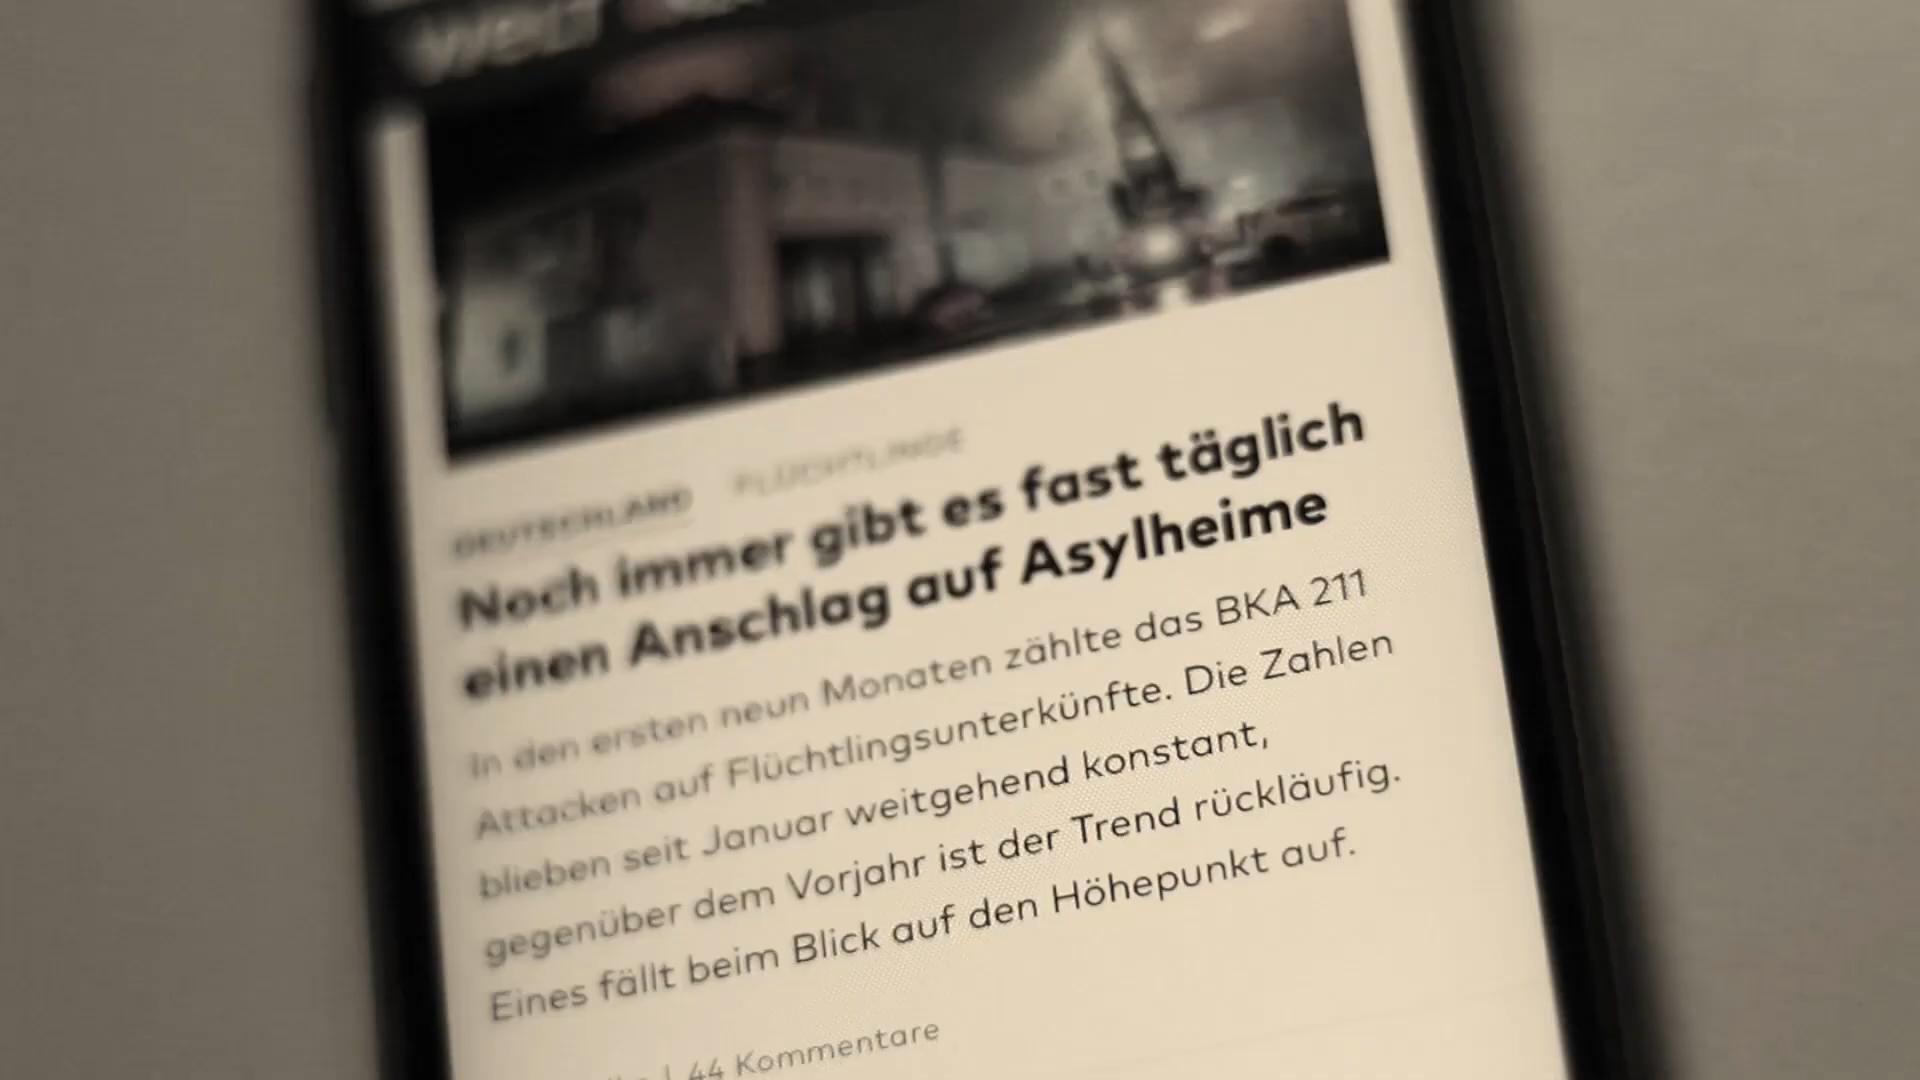 welt
DEUTSCHLAND FLÜCHTLINGE
Noch immer gibt es fast täglich
einen Anschlag auf Asylheime
In den ersten neun Monaten zählte das BKA 211
Attacken auf Flüchtlingsunterkünfte. Die Zahlen
blieben seit Januar weitgehend konstant,
gegenüber dem Vorjahr ist der Trend rückläufig.
Eines fällt beim Blick auf den Höhepunkt auf.
| 44 Kommentare